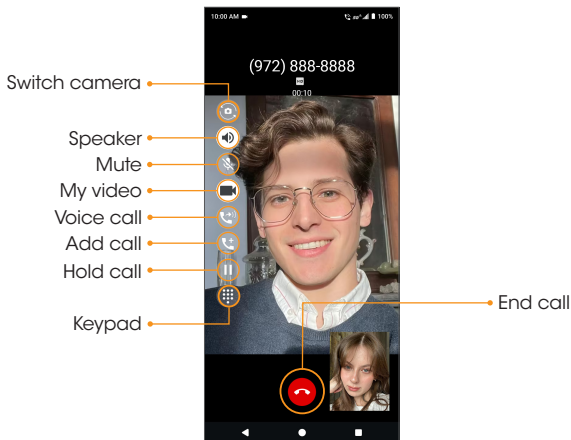 10:00 AM
100%
(972) 888-8888
HD
00:10
Switch camera
Speaker
Mute
My video
Voice call
Add call
Hold call
Keypad
End call